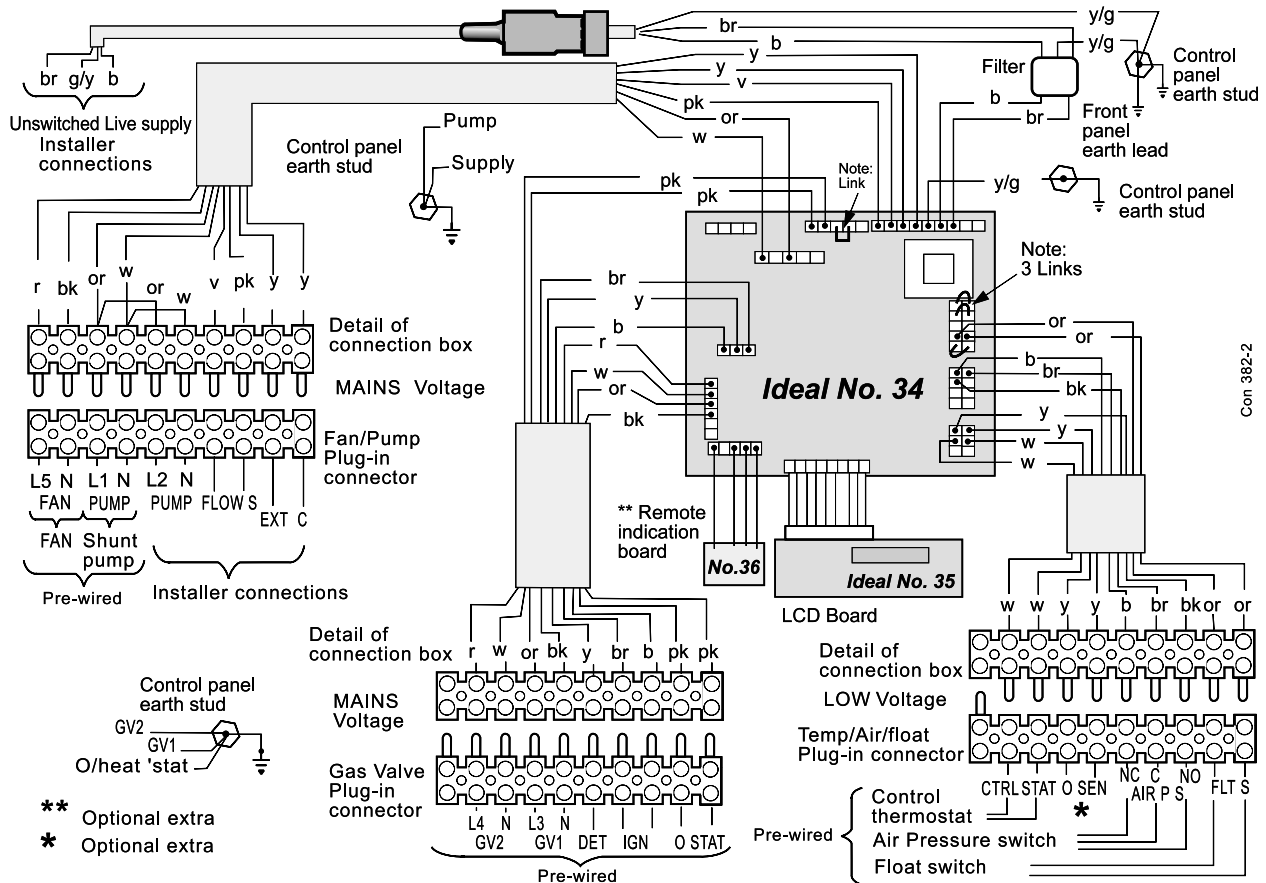 y/g
br
b
y/g
y
y
v
pk
or
w
Filter
b
br
Control
panel
earth stud
Front
panel
earth lead
br g/y b
Unswitched Live supply
Installer
connections
Control panel
earth stud
Pump
Supply
pk
pk
Note:
Link
y/g
Control panel
earth stud
r bk or w or w v pk y y
Detail of
connection box
MAINS Voltage
Fan/Pump
Plug-in
connector
L5 N L1 N L2 N
FAN PUMP PUMP FLOW S
EXT C
FAN Shunt
pump
Pre-wired
Installer connections
br
y
b
r
w
or
bk
Note:
3 Links
Ideal No. 34
or
or
b
br
bk
y
y
w
w
Con 382-2
** Remote
indication
board
No.36
Ideal No. 35
LCD Board
Detail of
connection box
r w or bk y br b pk pk
MAINS
Voltage
Gas Valve
Plug-in
connector
L4 N L3 N
GV2 GV1 DET IGN O STAT
Pre-wired
w w y y b br bk or or
Detail of
connection box
LOW Voltage
Temp/Air/float
Plug-in connector
NC C NO
CTRL STAT O SEN AIR P S FLT S
*
Control
thermostat
Pre-wired
Air Pressure switch
Float switch
Control panel
earth stud
GV2
GV1
O/heat 'stat
** Optional extra
* Optional extra